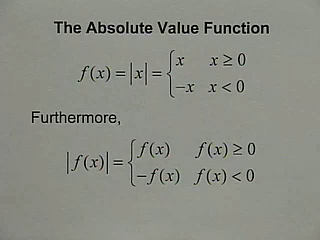 The Absolute Value Function
f(x) = |x| = { x x ≥ 0
−x x < 0
Furthermore,
|f(x)| = { f(x) f(x) ≥ 0
−f(x) f(x) < 0